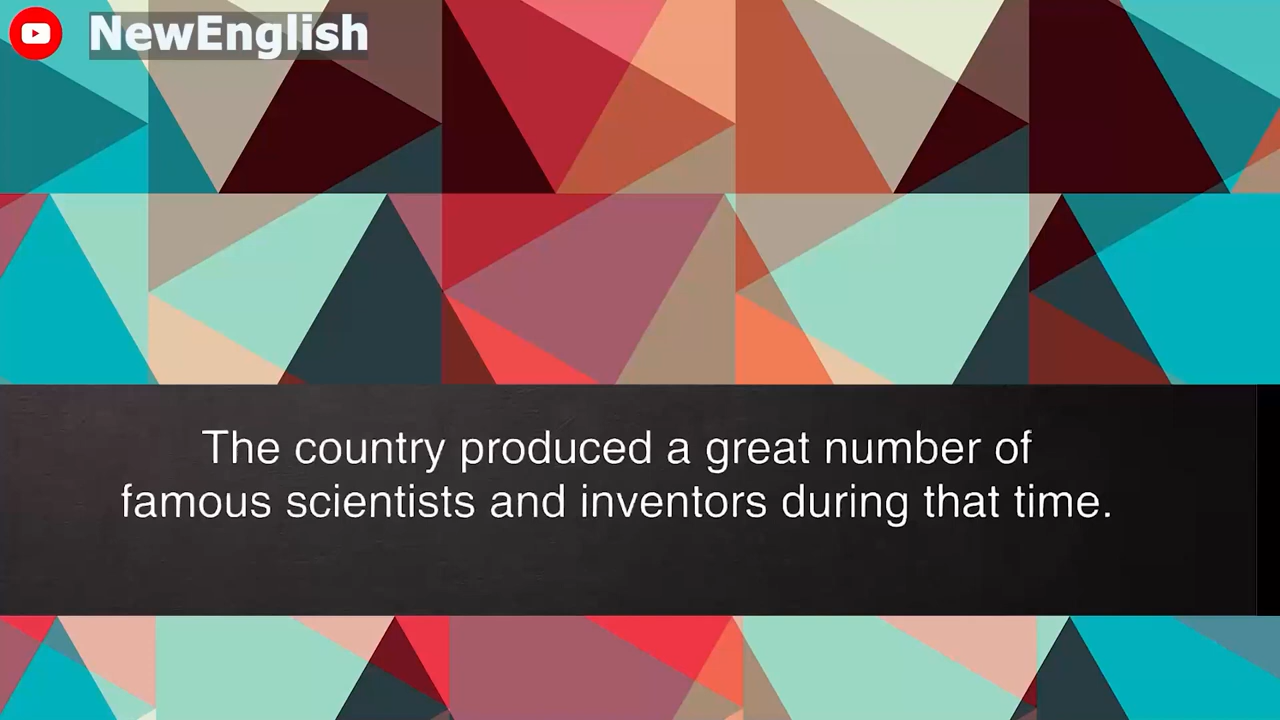 NewEnglish
The country produced a great number of
famous scientists and inventors during that time.